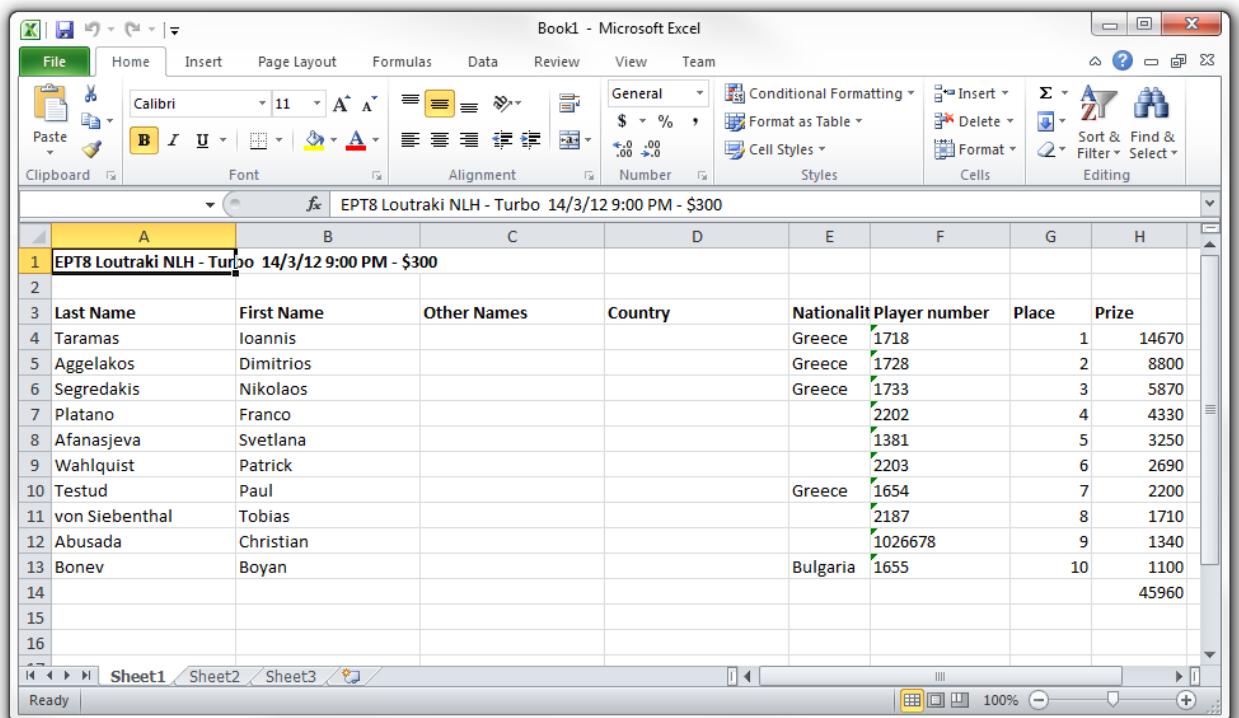 Book1 - Microsoft Excel
File Home Insert Page Layout Formulas Data Review View Team
Calibri 11 A A General Conditional Formatting Insert Σ
Paste B I U A $ % , Format as Table Delete Sort & Find &
.00 .0 Cell Styles Format Filter Select
Clipboard Font Alignment Number Styles Cells Editing
fx EPT8 Loutraki NLH - Turbo 14/3/12 9:00 PM - $300
A B C D E F G H
1 EPT8 Loutraki NLH - Turbo 14/3/12 9:00 PM - $300
2
3 Last Name First Name Other Names Country Nationalit Player number Place Prize
4 Taramas Ioannis Greece 1718 1 14670
5 Aggelakos Dimitrios Greece 1728 2 8800
6 Segredakis Nikolaos Greece 1733 3 5870
7 Platano Franco 2202 4 4330
8 Afanasjeva Svetlana 1381 5 3250
9 Wahlquist Patrick 2203 6 2690
10 Testud Paul Greece 1654 7 2200
11 von Siebenthal Tobias 2187 8 1710
12 Abusada Christian 1026678 9 1340
13 Bonev Boyan Bulgaria 1655 10 1100
14 45960
15
16
Sheet1 Sheet2 Sheet3
Ready 100%